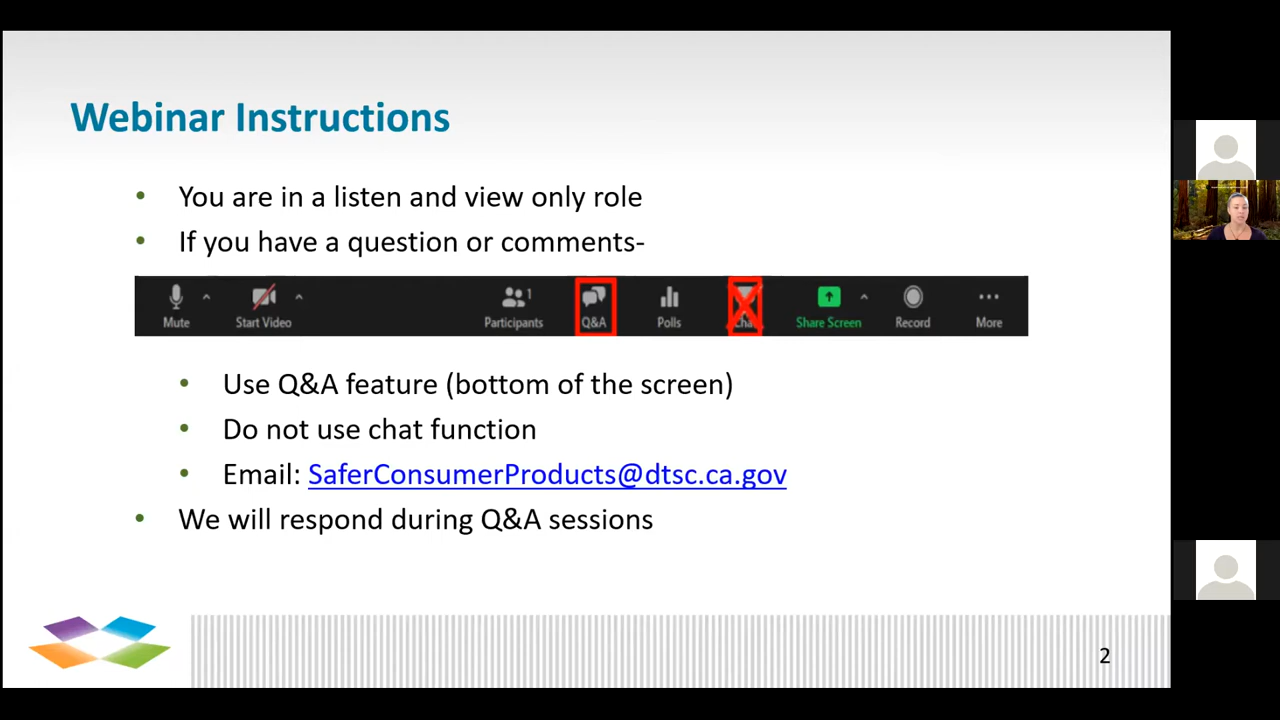 Webinar Instructions
• You are in a listen and view only role
• If you have a question or comments-
Mute Start Video Participants 1 Q&A Polls Share Screen Record More
• Use Q&A feature (bottom of the screen)
• Do not use chat function
• Email: SaferConsumerProducts@dtsc.ca.gov
• We will respond during Q&A sessions
2